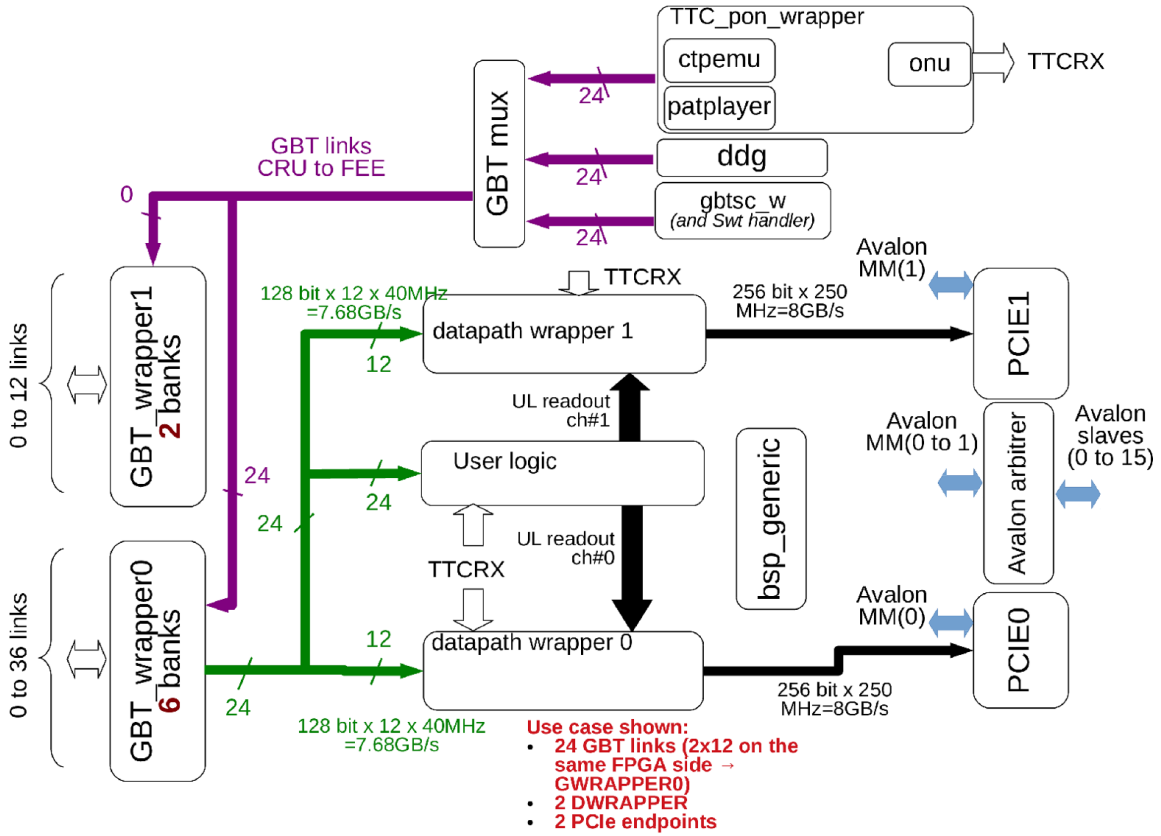 TTC_pon_wrapper
ctpemu
onu
TTCRX
patplayer
24
GBT mux
ddg
24
gbtsc_w
(and Swt handler)
24
GBT links
CRU to FEE
0
0 to 12 links
GBT_wrapper1
2 banks
24
128 bit x 12 x 40MHz
=7.68GB/s
12
TTCRX
datapath wrapper 1
256 bit x 250
MHz=8GB/s
Avalon
MM(1)
PCIE1
UL readout
ch#1
User logic
24
24
bsp_generic
Avalon
MM(0 to 1)
Avalon arbitrer
Avalon
slaves
(0 to 15)
UL readout
ch#0
TTCRX
0 to 36 links
GBT_wrapper0
6 banks
24
12
datapath wrapper 0
128 bit x 12 x 40MHz
=7.68GB/s
256 bit x 250
MHz=8GB/s
Avalon
MM(0)
PCIE0
Use case shown:
• 24 GBT links (2x12 on the
same FPGA side →
GWRAPPER0)
• 2 DWRAPPER
• 2 PCIe endpoints